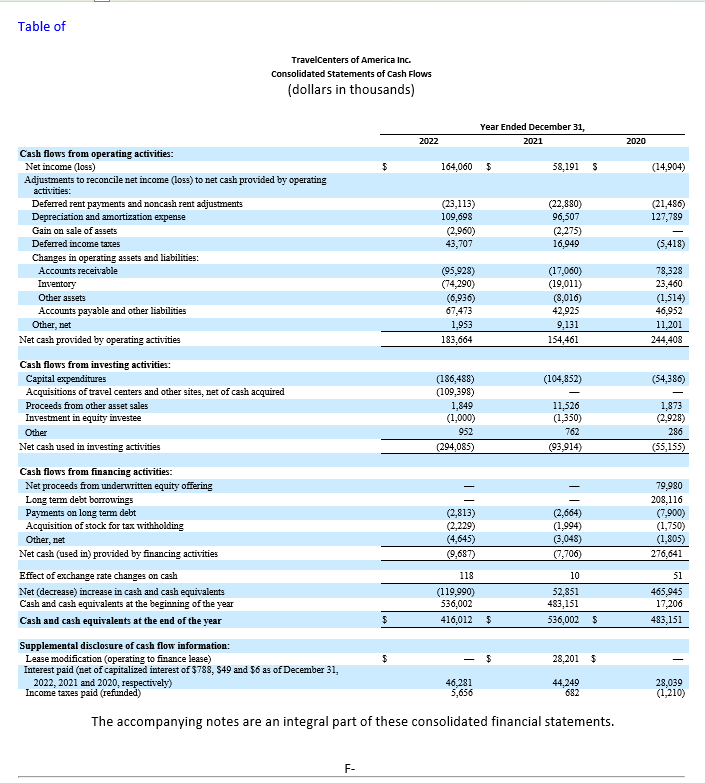 Table of
TravelCenters of America Inc.
Consolidated Statements of Cash Flows
(dollars in thousands)
Year Ended December 31,
2022 2021 2020
Cash flows from operating activities:
Net income (loss) $ 164,060 $ 58,191 $ (14,904)
Adjustments to reconcile net income (loss) to net cash provided by operating
activities:
Deferred rent payments and noncash rent adjustments (23,113) (22,880) (21,486)
Depreciation and amortization expense 109,698 96,507 127,789
Gain on sale of assets (2,960) (2,275) —
Deferred income taxes 43,707 16,949 (5,418)
Changes in operating assets and liabilities:
Accounts receivable (95,928) (17,060) 78,328
Inventory (74,290) (19,011) 23,460
Other assets (6,936) (8,016) (1,514)
Accounts payable and other liabilities 67,473 42,925 46,952
Other, net 1,953 9,131 11,201
Net cash provided by operating activities 183,664 154,461 244,408
Cash flows from investing activities:
Capital expenditures (186,488) (104,852) (54,386)
Acquisitions of travel centers and other sites, net of cash acquired (109,398) — —
Proceeds from other asset sales 1,849 11,526 1,873
Investment in equity investee (1,000) (1,350) (2,928)
Other 952 762 286
Net cash used in investing activities (294,085) (93,914) (55,155)
Cash flows from financing activities:
Net proceeds from underwritten equity offering — — 79,980
Long term debt borrowings — — 208,116
Payments on long term debt (2,813) (2,664) (7,900)
Acquisition of stock for tax withholding (2,229) (1,994) (1,750)
Other, net (4,645) (3,048) (1,805)
Net cash (used in) provided by financing activities (9,687) (7,706) 276,641
Effect of exchange rate changes on cash 118 10 51
Net (decrease) increase in cash and cash equivalents (119,990) 52,851 465,945
Cash and cash equivalents at the beginning of the year 536,002 483,151 17,206
Cash and cash equivalents at the end of the year $ 416,012 $ 536,002 $ 483,151
Supplemental disclosure of cash flow information:
Lease modification (operating to finance lease) $ — $ 28,201 $ —
Interest paid (net of capitalized interest of $788, $49 and $6 as of December 31,
2022, 2021 and 2020, respectively) 46,281 44,249 28,039
Income taxes paid (refunded) 5,656 682 (1,210)
The accompanying notes are an integral part of these consolidated financial statements.
F-